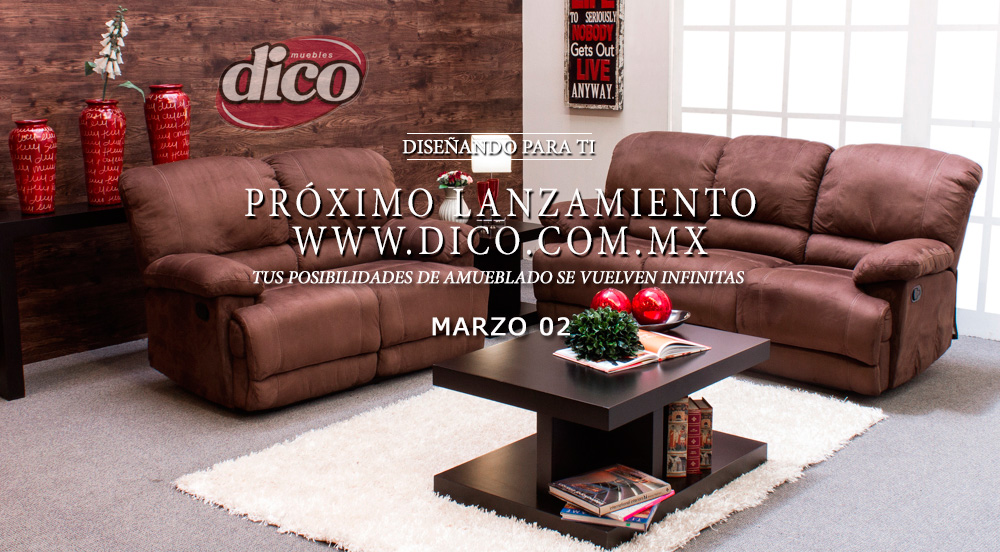 muebles
dico
TO SERIOUSLY
NOBODY
Gets Out
LIVE
ANYWAY.
DISEÑANDO PARA TI
PRÓXIMO LANZAMIENTO
WWW.DICO.COM.MX
TUS POSIBILIDADES DE AMUEBLADO SE VUELVEN INFINITAS
MARZO 02